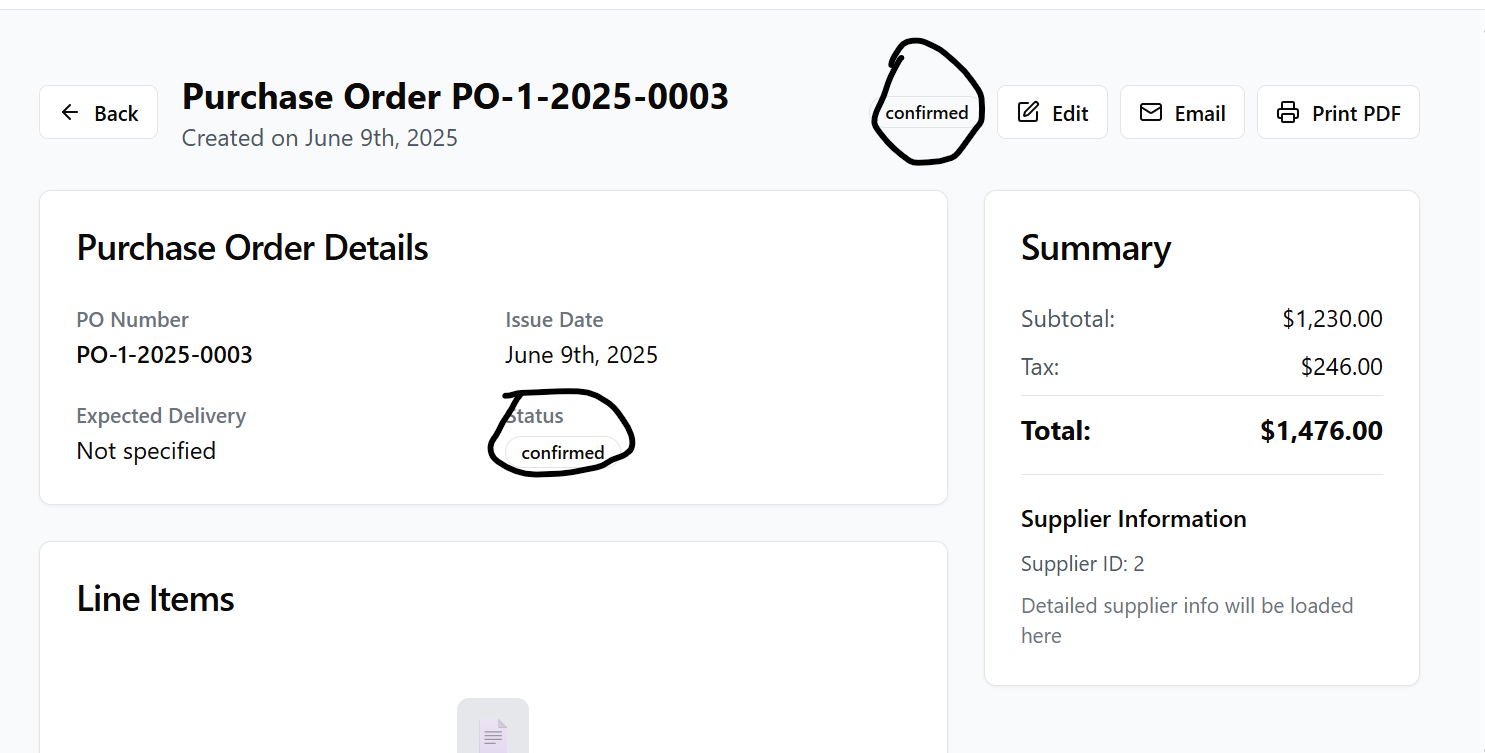 Back
Purchase Order PO-1-2025-0003
Created on June 9th, 2025
confirmed
Edit
Email
Print PDF
Purchase Order Details
PO Number
PO-1-2025-0003
Issue Date
June 9th, 2025
Expected Delivery
Not specified
Status
confirmed
Line Items
Summary
Subtotal: $1,230.00
Tax: $246.00
Total: $1,476.00
Supplier Information
Supplier ID: 2
Detailed supplier info will be loaded
here